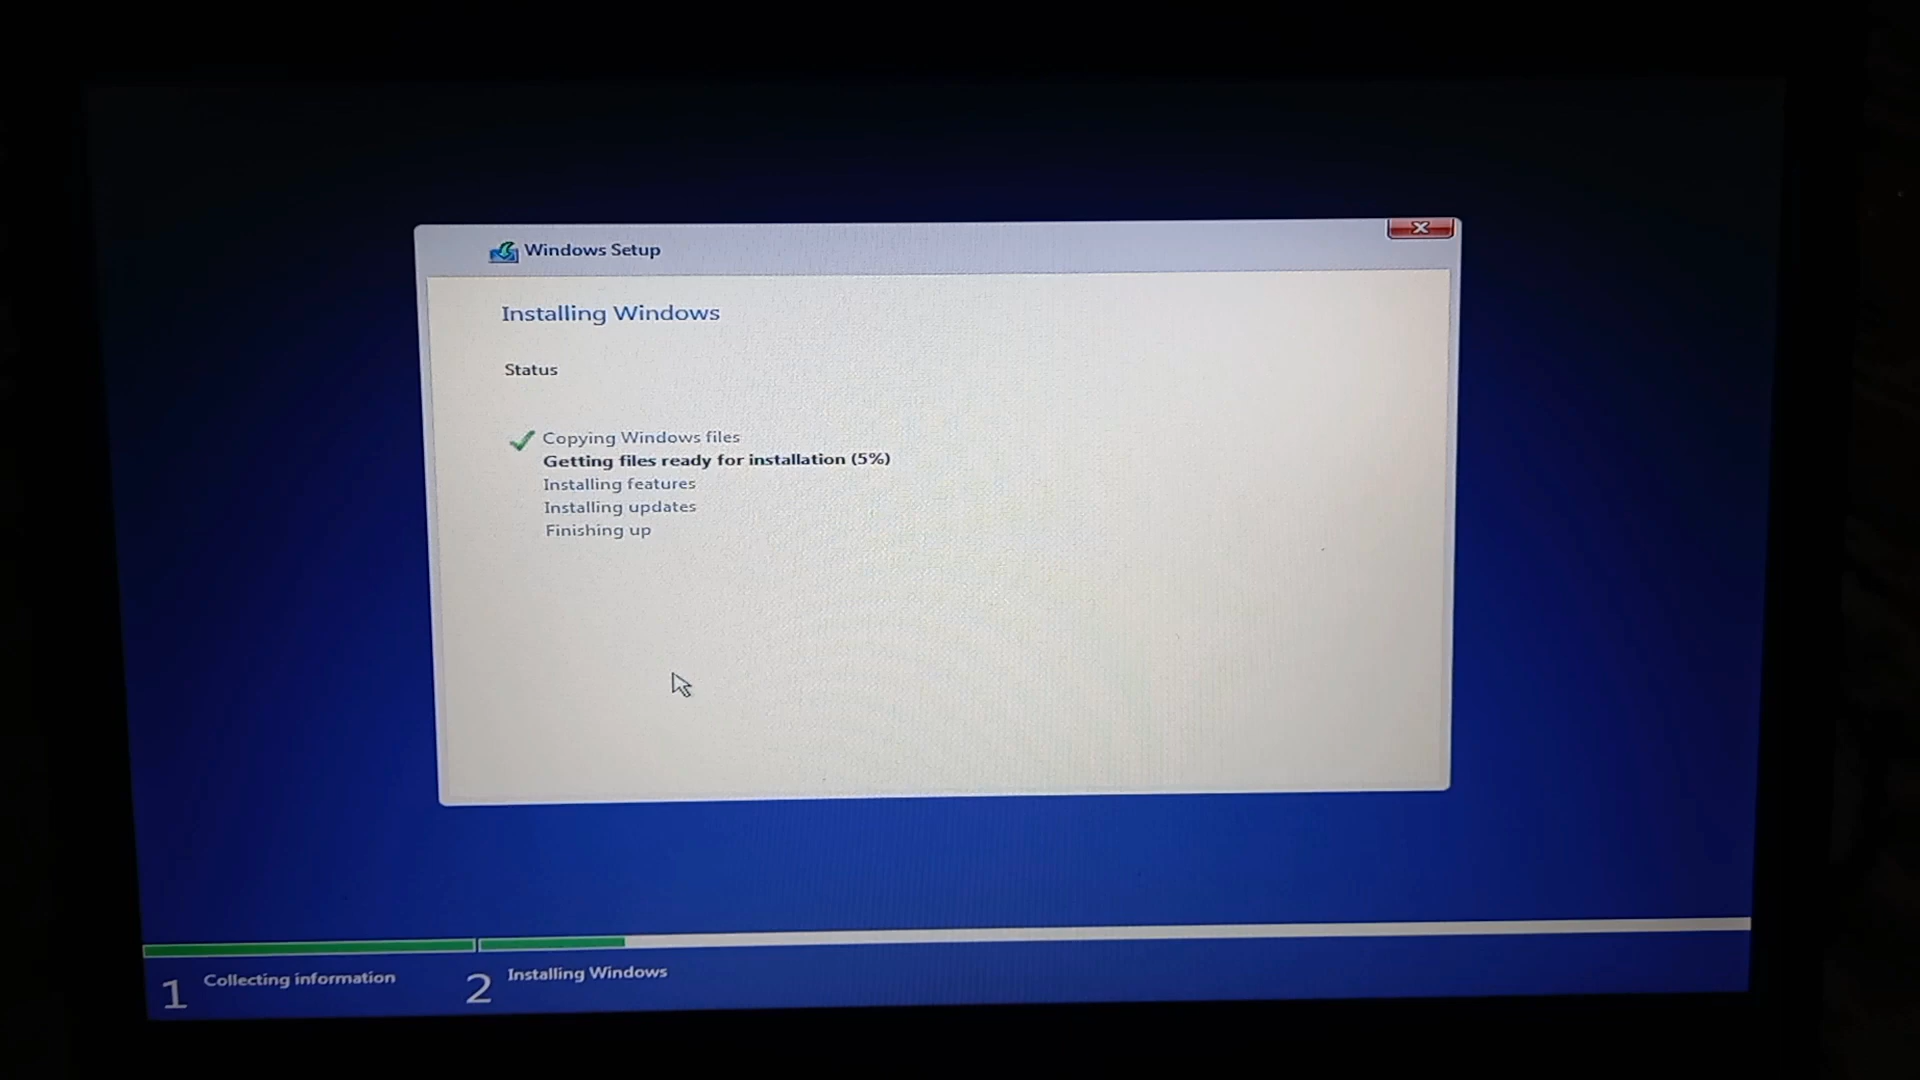 Windows Setup
Installing Windows
Status
Copying Windows files
Getting files ready for installation (5%)
Installing features
Installing updates
Finishing up
1 Collecting information
2 Installing Windows